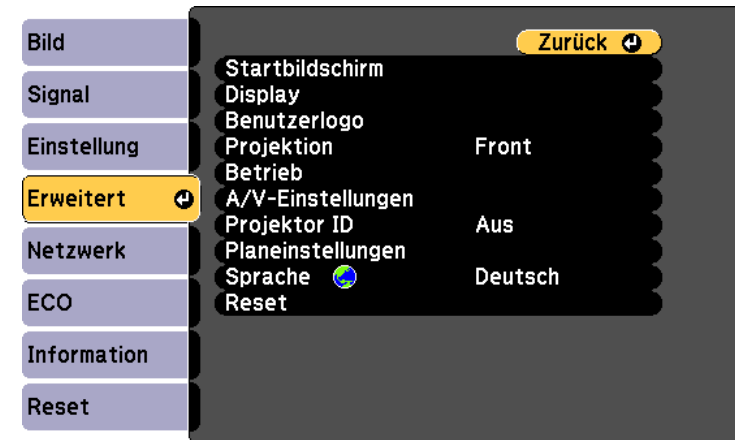 Bild
Signal
Einstellung
Erweitert
Netzwerk
ECO
Information
Reset
Zurück
Startbildschirm
Display
Benutzerlogo
Projektion Front
Betrieb
A/V-Einstellungen
Projektor ID Aus
Planeinstellungen
Sprache Deutsch
Reset